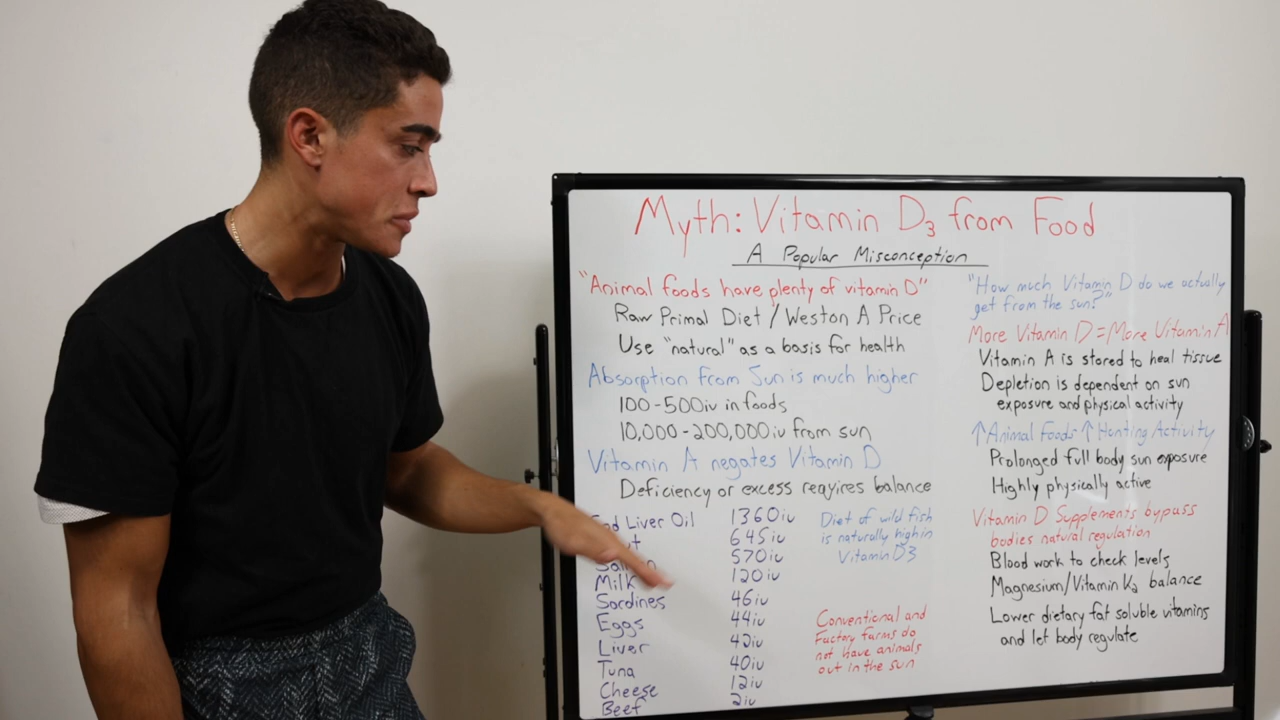 Myth: Vitamin D3 from Food
A Popular Misconception
"Animal foods have plenty of vitamin D"
Raw Primal Diet / Weston A Price
Use "natural" as a basis for health
Absorption from Sun is much higher
100-500iu in foods
10,000-200,000iu from sun
Vitamin A negates Vitamin D
Deficiency or excess reqires balance
Liver Oil 1360iu
645iu
570iu
Milk 120iu
Sardines 46iu
Eggs 44iu
Liver 42iu
Tuna 40iu
Cheese 12iu
Beef 2iu
Diet of wild fish
is naturally high in
Vitamin D3
Conventional and
Factory farms do
not have animals
out in the sun
"How much Vitamin D do we actually
get from the sun?"
More Vitamin D = More Vitamin A
Vitamin A is stored to heal tissue
Depletion is dependent on sun
exposure and physical activity
↑Animal Foods ↑Hunting Activity
Prolonged full body sun exposure
Highly physically active
Vitamin D Supplements bypass
bodies natural regulation
Blood work to check levels
Magnesium/Vitamin K2 balance
Lower dietary fat soluble vitamins
and let body regulate